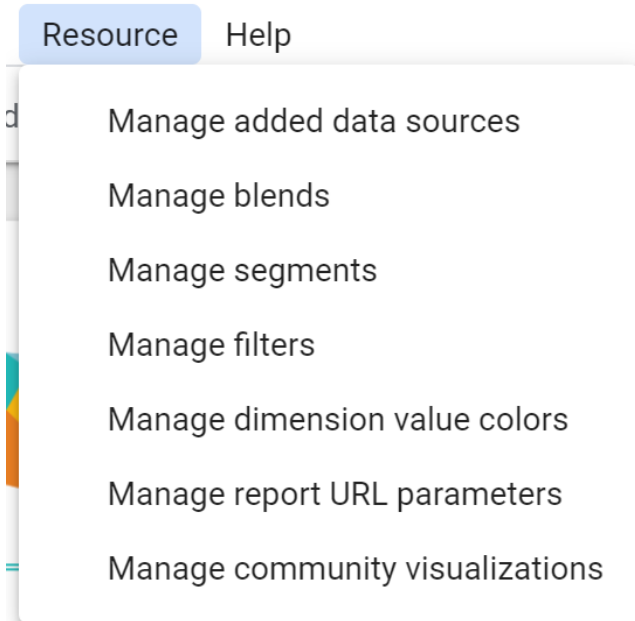 Resource Help
d
Manage added data sources
Manage blends
Manage segments
Manage filters
Manage dimension value colors
Manage report URL parameters
Manage community visualizations